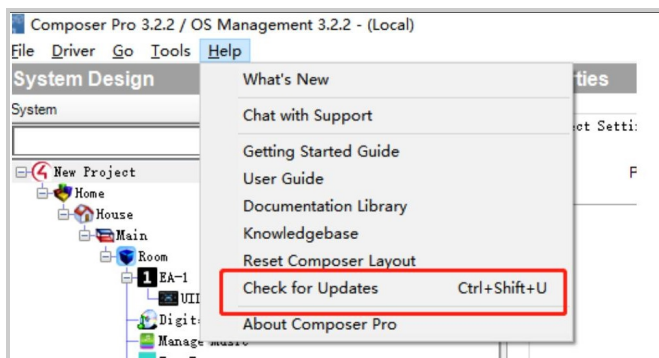 Composer Pro 3.2.2 / OS Management 3.2.2 - (Local)
File Driver Go Tools Help
System Design
What's New
System
Chat with Support
Getting Started Guide
New Project
User Guide
Home
Documentation Library
House
Knowledgebase
Main
Reset Composer Layout
Room
1 EA-1
Check for Updates Ctrl+Shift+U
About Composer Pro
Manage Music